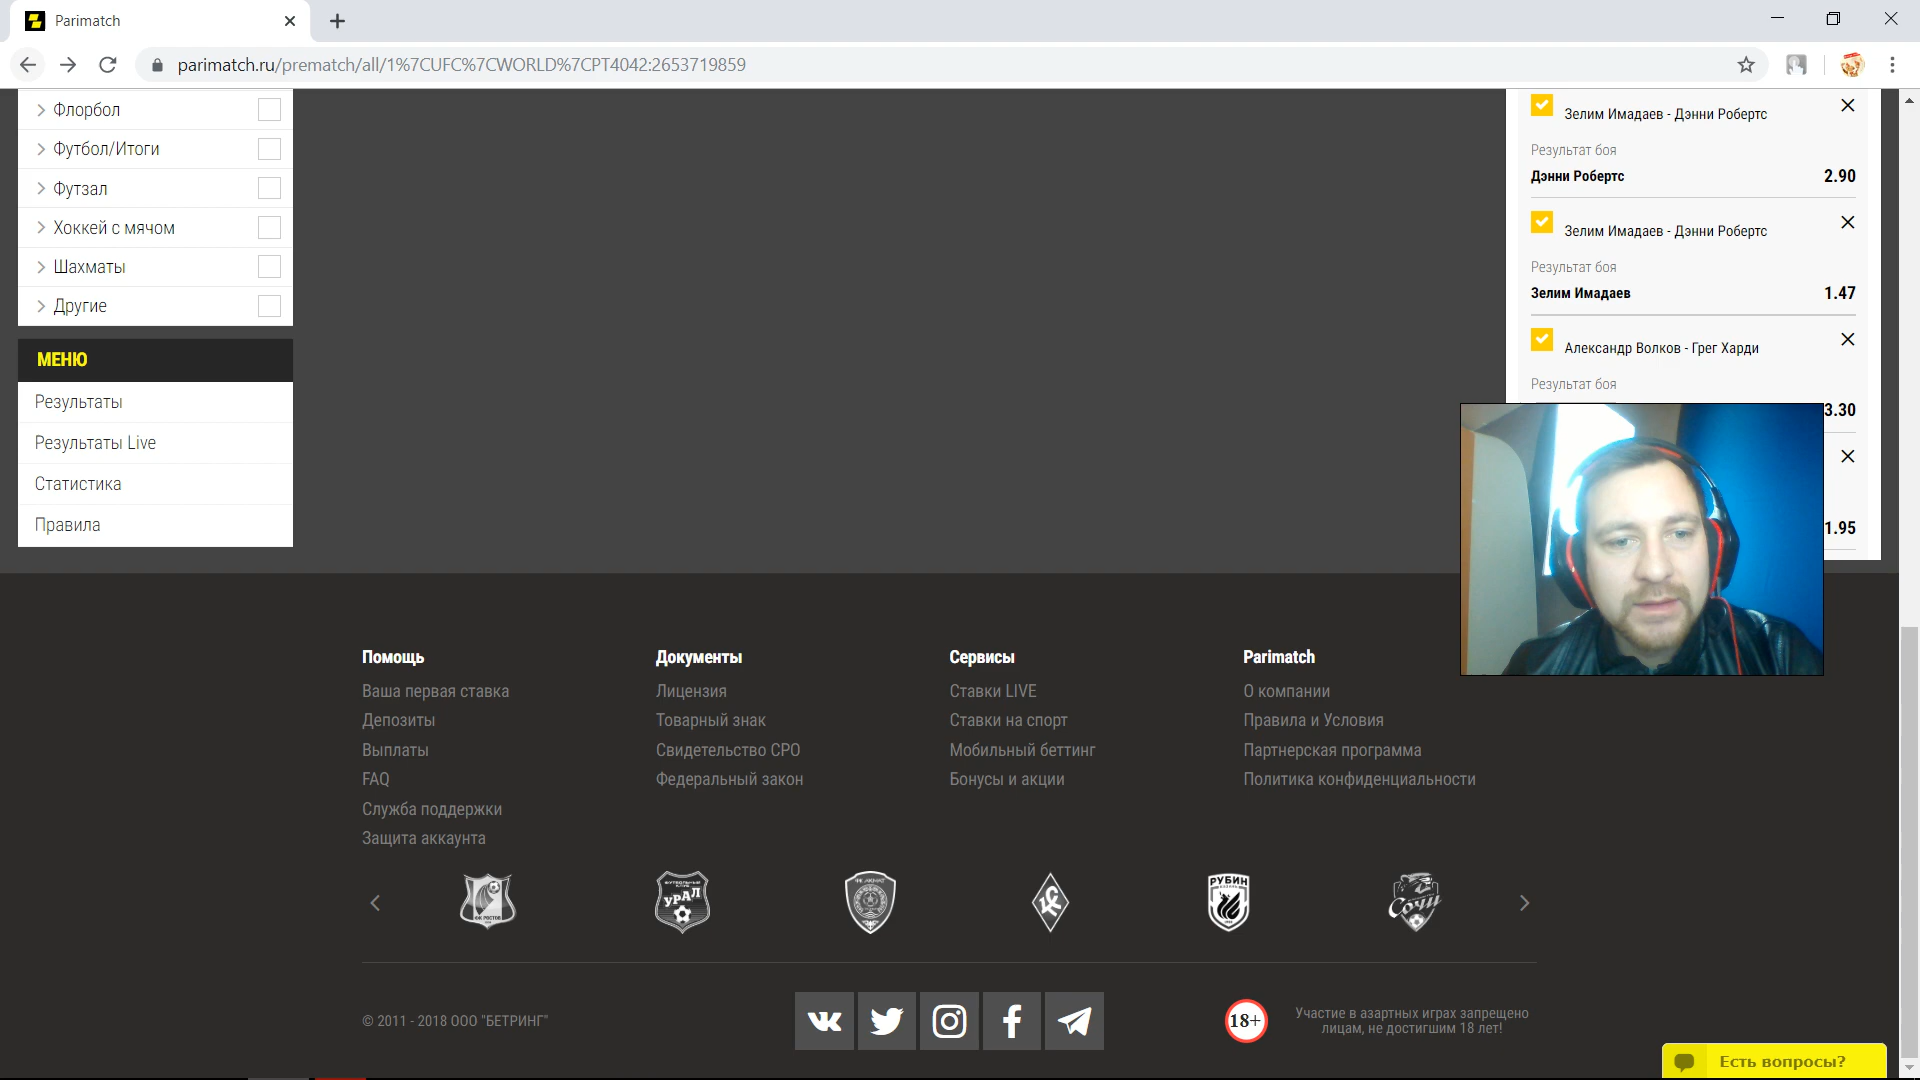 Parimatch
parimatch.ru/prematch/all/1%7CUFC%7CWORLD%7CPT4042:2653719859
Флорбол
Футбол/Итоги
Футзал
Хоккей с мячом
Шахматы
Другие
МЕНЮ
Результаты
Результаты Live
Статистика
Правила
Зелим Имадаев - Дэнни Робертс
Результат боя
Дэнни Робертс 2.90
Зелим Имадаев - Дэнни Робертс
Результат боя
Зелим Имадаев 1.47
Александр Волков - Грег Харди
Результат боя
3.30
1.95
Помощь
Ваша первая ставка
Депозиты
Выплаты
FAQ
Служба поддержки
Защита аккаунта
Документы
Лицензия
Товарный знак
Свидетельство СРО
Федеральный закон
Сервисы
Ставки LIVE
Ставки на спорт
Мобильный беттинг
Бонусы и акции
Parimatch
О компании
Правила и Условия
Партнерская программа
Политика конфиденциальности
УРАЛ
РУБИН
Сочи
© 2011 - 2018 ООО "БЕТРИНГ"
18+
Участие в азартных играх запрещено
лицам, не достигшим 18 лет!
Есть вопросы?